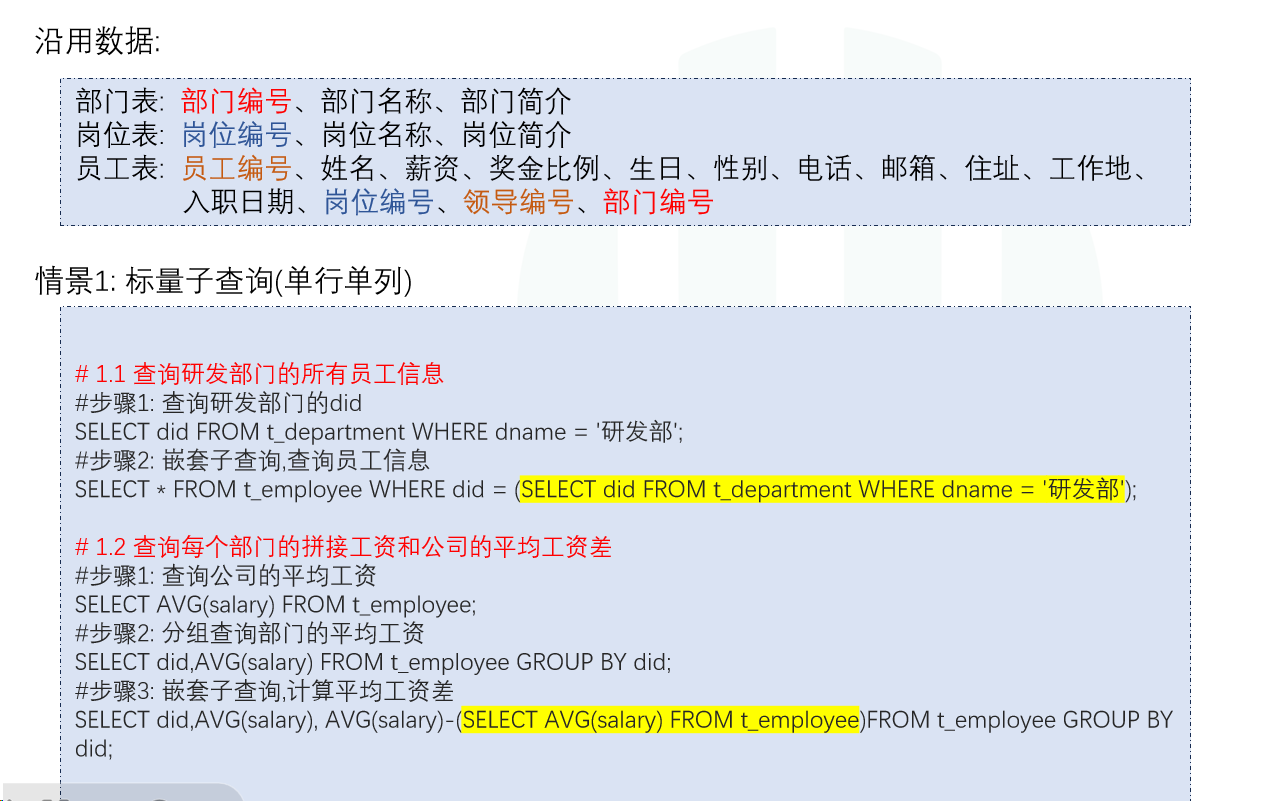 沿用数据:
部门表: 部门编号、部门名称、部门简介
岗位表: 岗位编号、岗位名称、岗位简介
员工表: 员工编号、姓名、薪资、奖金比例、生日、性别、电话、邮箱、住址、工作地、
入职日期、岗位编号、领导编号、部门编号
情景1: 标量子查询(单行单列)
# 1.1 查询研发部门的所有员工信息
#步骤1: 查询研发部门的did
SELECT did FROM t_department WHERE dname = '研发部';
#步骤2: 嵌套子查询,查询员工信息
SELECT * FROM t_employee WHERE did = (SELECT did FROM t_department WHERE dname = '研发部');
# 1.2 查询每个部门的拼接工资和公司的平均工资差
#步骤1: 查询公司的平均工资
SELECT AVG(salary) FROM t_employee;
#步骤2: 分组查询部门的平均工资
SELECT did,AVG(salary) FROM t_employee GROUP BY did;
#步骤3: 嵌套子查询,计算平均工资差
SELECT did,AVG(salary), AVG(salary)-(SELECT AVG(salary) FROM t_employee)FROM t_employee GROUP BY
did;